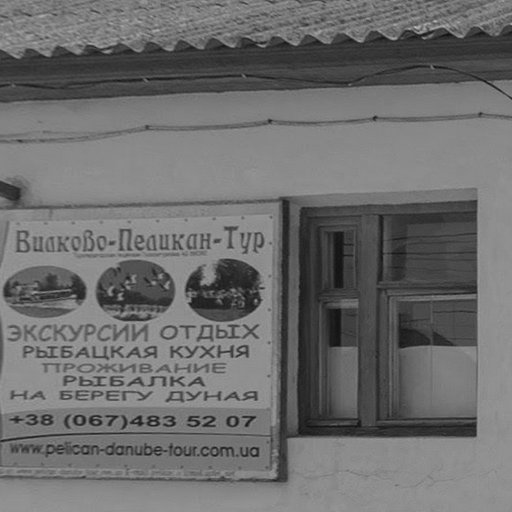 Вилково-Пеликан-Тур
ЭКСКУРСИИ ОТДЫХ
РЫБАЦКАЯ КУХНЯ
ПРОЖИВАНИЕ
РЫБАЛКА
НА БЕРЕГУ ДУНАЯ
+38 (067)483 52 07
www.pelican-danube-tour.com.ua